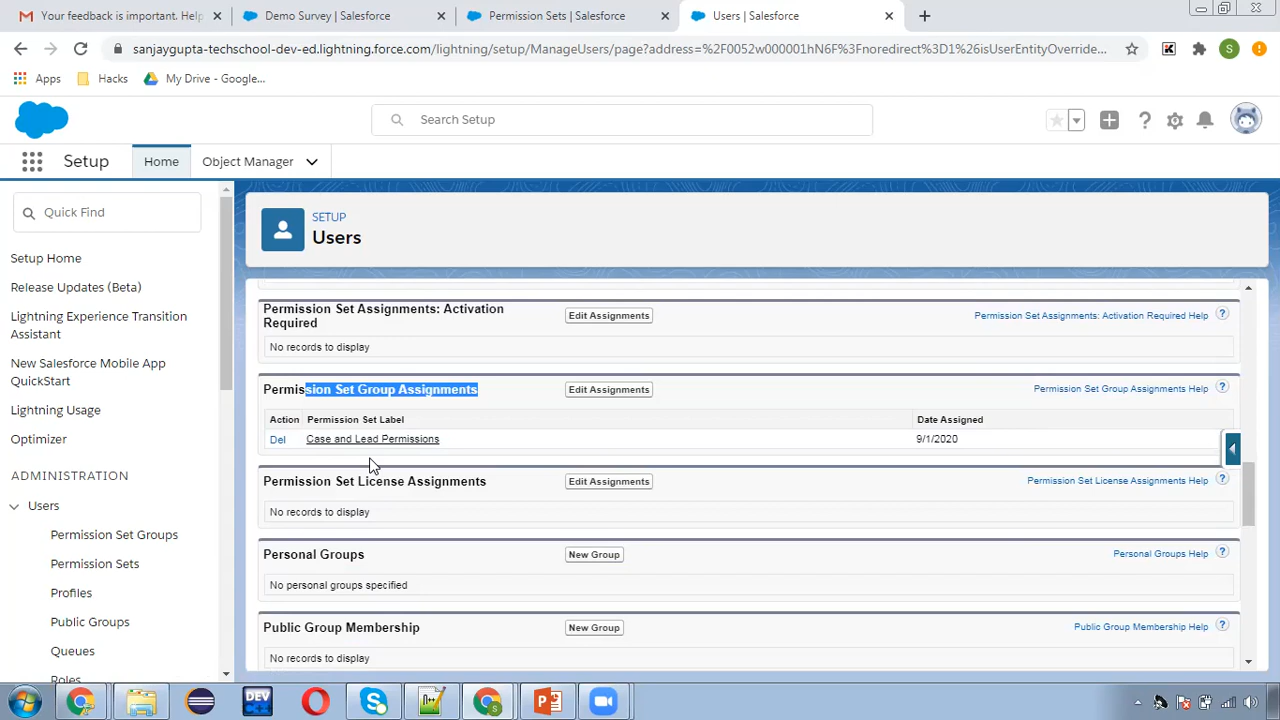 Your feedback is important. Help
Demo Survey | Salesforce
Permission Sets | Salesforce
Users | Salesforce
sanjaygupta-techschool-dev-ed.lightning.force.com/lightning/setup/ManageUsers/page?address=%2F0052w000001hN6F%3Fnoredirect%3D1%26isUserEntityOverride...
S
Apps
Hacks
My Drive - Google...
Search Setup
Setup
Home
Object Manager
Quick Find
SETUP
Users
Setup Home
Release Updates (Beta)
Lightning Experience Transition
Assistant
New Salesforce Mobile App
QuickStart
Lightning Usage
Optimizer
ADMINISTRATION
Users
Permission Set Groups
Permission Sets
Profiles
Public Groups
Queues
Roles
Permission Set Assignments: Activation
Required
Edit Assignments
Permission Set Assignments: Activation Required Help ?
No records to display
Permission Set Group Assignments
Edit Assignments
Permission Set Group Assignments Help ?
Action Permission Set Label Date Assigned
Del Case and Lead Permissions 9/1/2020
Permission Set License Assignments
Edit Assignments
Permission Set License Assignments Help ?
No records to display
Personal Groups
New Group
Personal Groups Help ?
No personal groups specified
Public Group Membership
New Group
Public Group Membership Help ?
No records to display
DEV
C++